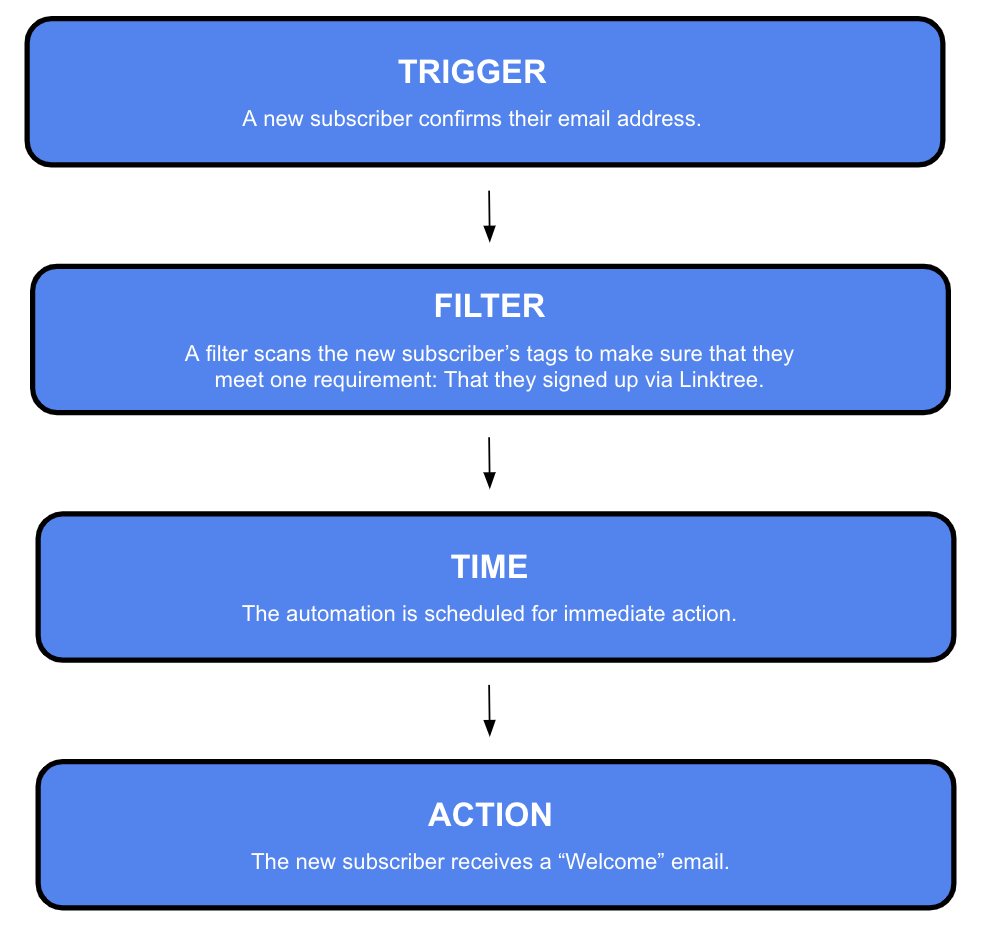 TRIGGER
A new subscriber confirms their email address.
FILTER
A filter scans the new subscriber’s tags to make sure that they
meet one requirement: That they signed up via Linktree.
TIME
The automation is scheduled for immediate action.
ACTION
The new subscriber receives a “Welcome” email.